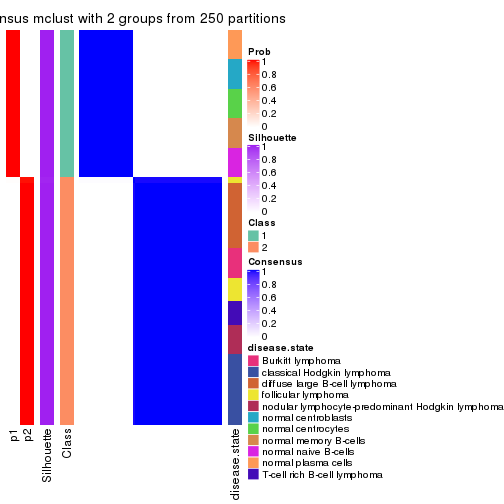 nsus mclust with 2 groups from 250 partitions
Prob
1
0.8
0.6
0.4
0.2
0
Silhouette
1
0.8
0.6
0.4
0.2
0
Class
1
2
Consensus
1
0.8
0.6
0.4
0.2
0
disease.state
Burkitt lymphoma
classical Hodgkin lymphoma
diffuse large B-cell lymphoma
follicular lymphoma
nodular lymphocyte-predominant Hodgkin lymphoma
normal centroblasts
normal centrocytes
normal memory B-cells
normal naive B-cells
normal plasma cells
T-cell rich B-cell lymphoma
p1
p2
Silhouette
Class
disease.state